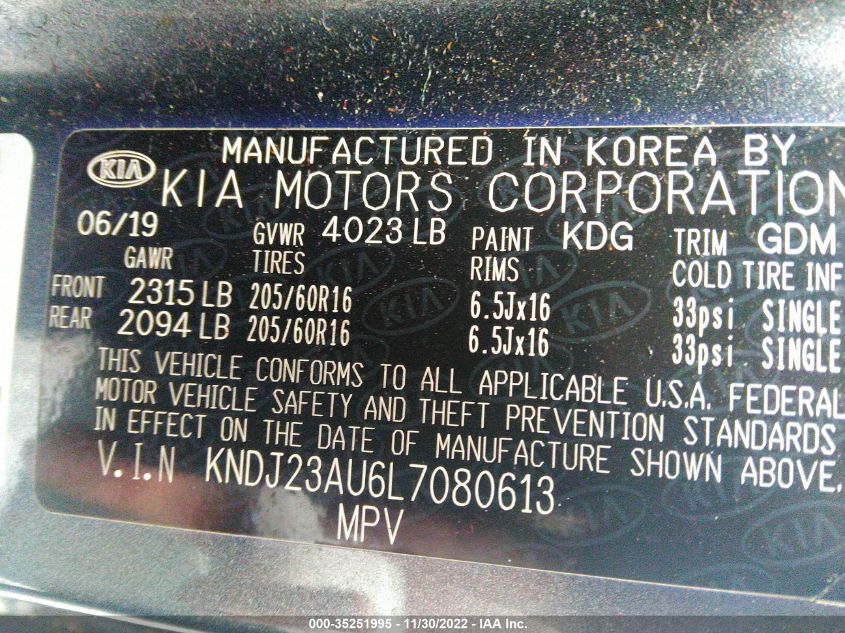 MANUFACTURED IN KOREA BY
KIA KIA MOTORS CORPORATION
06/19 GVWR 4023 LB PAINT KDG TRIM GDM
GAWR TIRES RIMS COLD TIRE INF
FRONT 2315 LB 205/60R16 6.5Jx16 33psi SINGLE
REAR 2094 LB 205/60R16 6.5Jx16 33psi SINGLE
THIS VEHICLE CONFORMS TO ALL APPLICABLE U.S.A. FEDERAL
MOTOR VEHICLE SAFETY AND THEFT PREVENTION STANDARDS
IN EFFECT ON THE DATE OF MANUFACTURE SHOWN ABOVE.
V.I.N KNDJ23AU6L7080613
MPV
000-35251995 - 11/30/2022 - IAA Inc.